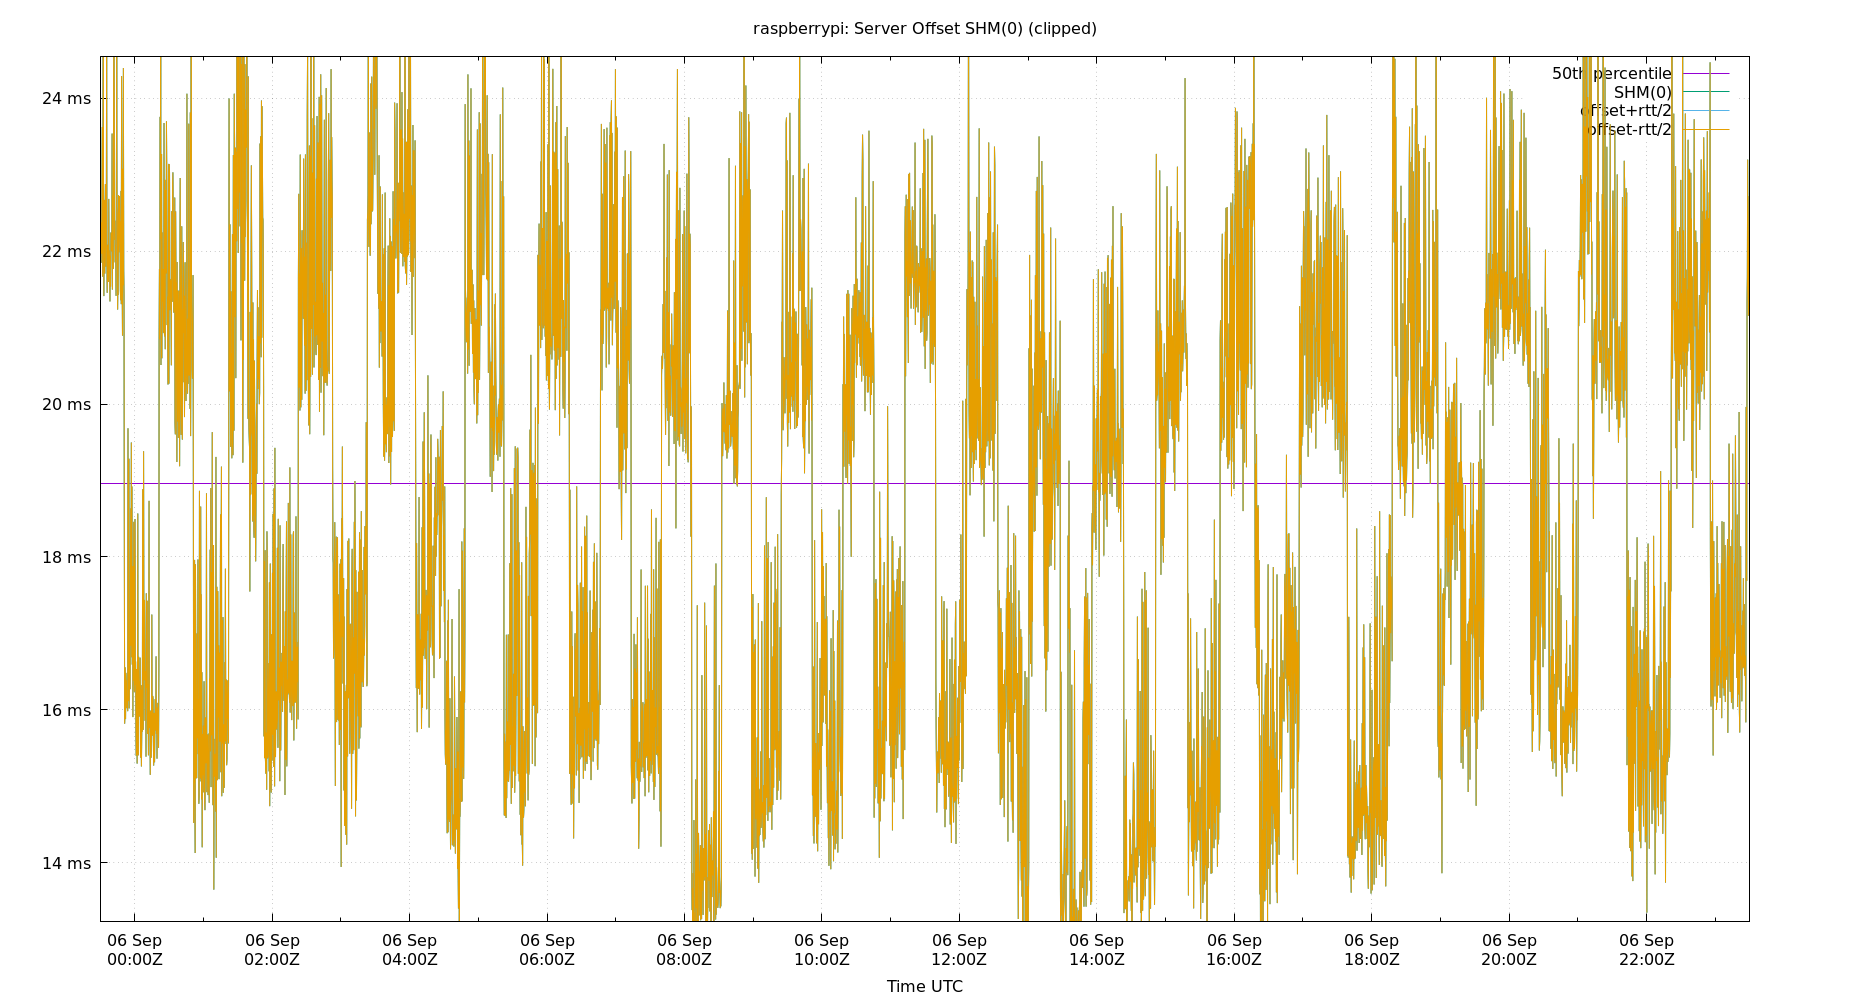 raspberrypi: Server Offset SHM(0) (clipped)
50th percentile
SHM(0)
offset+rtt/2
offset-rtt/2
24 ms
22 ms
20 ms
18 ms
16 ms
14 ms
06 Sep 06 Sep 06 Sep 06 Sep 06 Sep 06 Sep 06 Sep 06 Sep 06 Sep 06 Sep 06 Sep 06 Sep
00:00Z 02:00Z 04:00Z 06:00Z 08:00Z 10:00Z 12:00Z 14:00Z 16:00Z 18:00Z 20:00Z 22:00Z
Time UTC